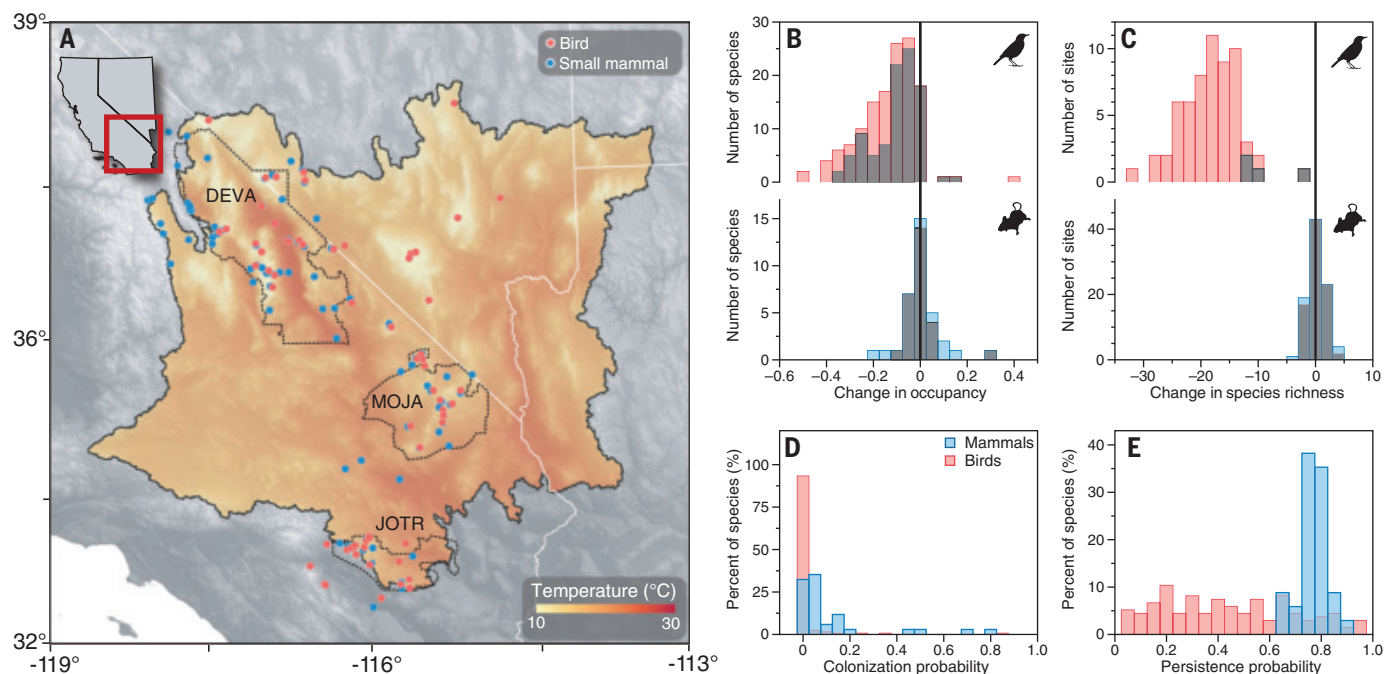 A
39°
36°
32°
-119°
-116°
-113°
Bird
Small mammal
DEVA
MOJA
JOTR
Temperature (°C)
10 30
B
Number of species
30
20
10
0
Number of species
15
10
5
0
−0.6 −0.4 −0.2 0.0 0.2 0.4
Change in occupancy
C
Number of sites
10
5
0
Number of sites
40
20
0
−30 −20 −10 0 10
Change in species richness
D
Mammals
Birds
Percent of species (%)
100
75
50
25
0
0 0.2 0.4 0.6 0.8 1.0
Colonization probability
E
Percent of species (%)
40
30
20
10
0
0 0.2 0.4 0.6 0.8 1.0
Persistence probability